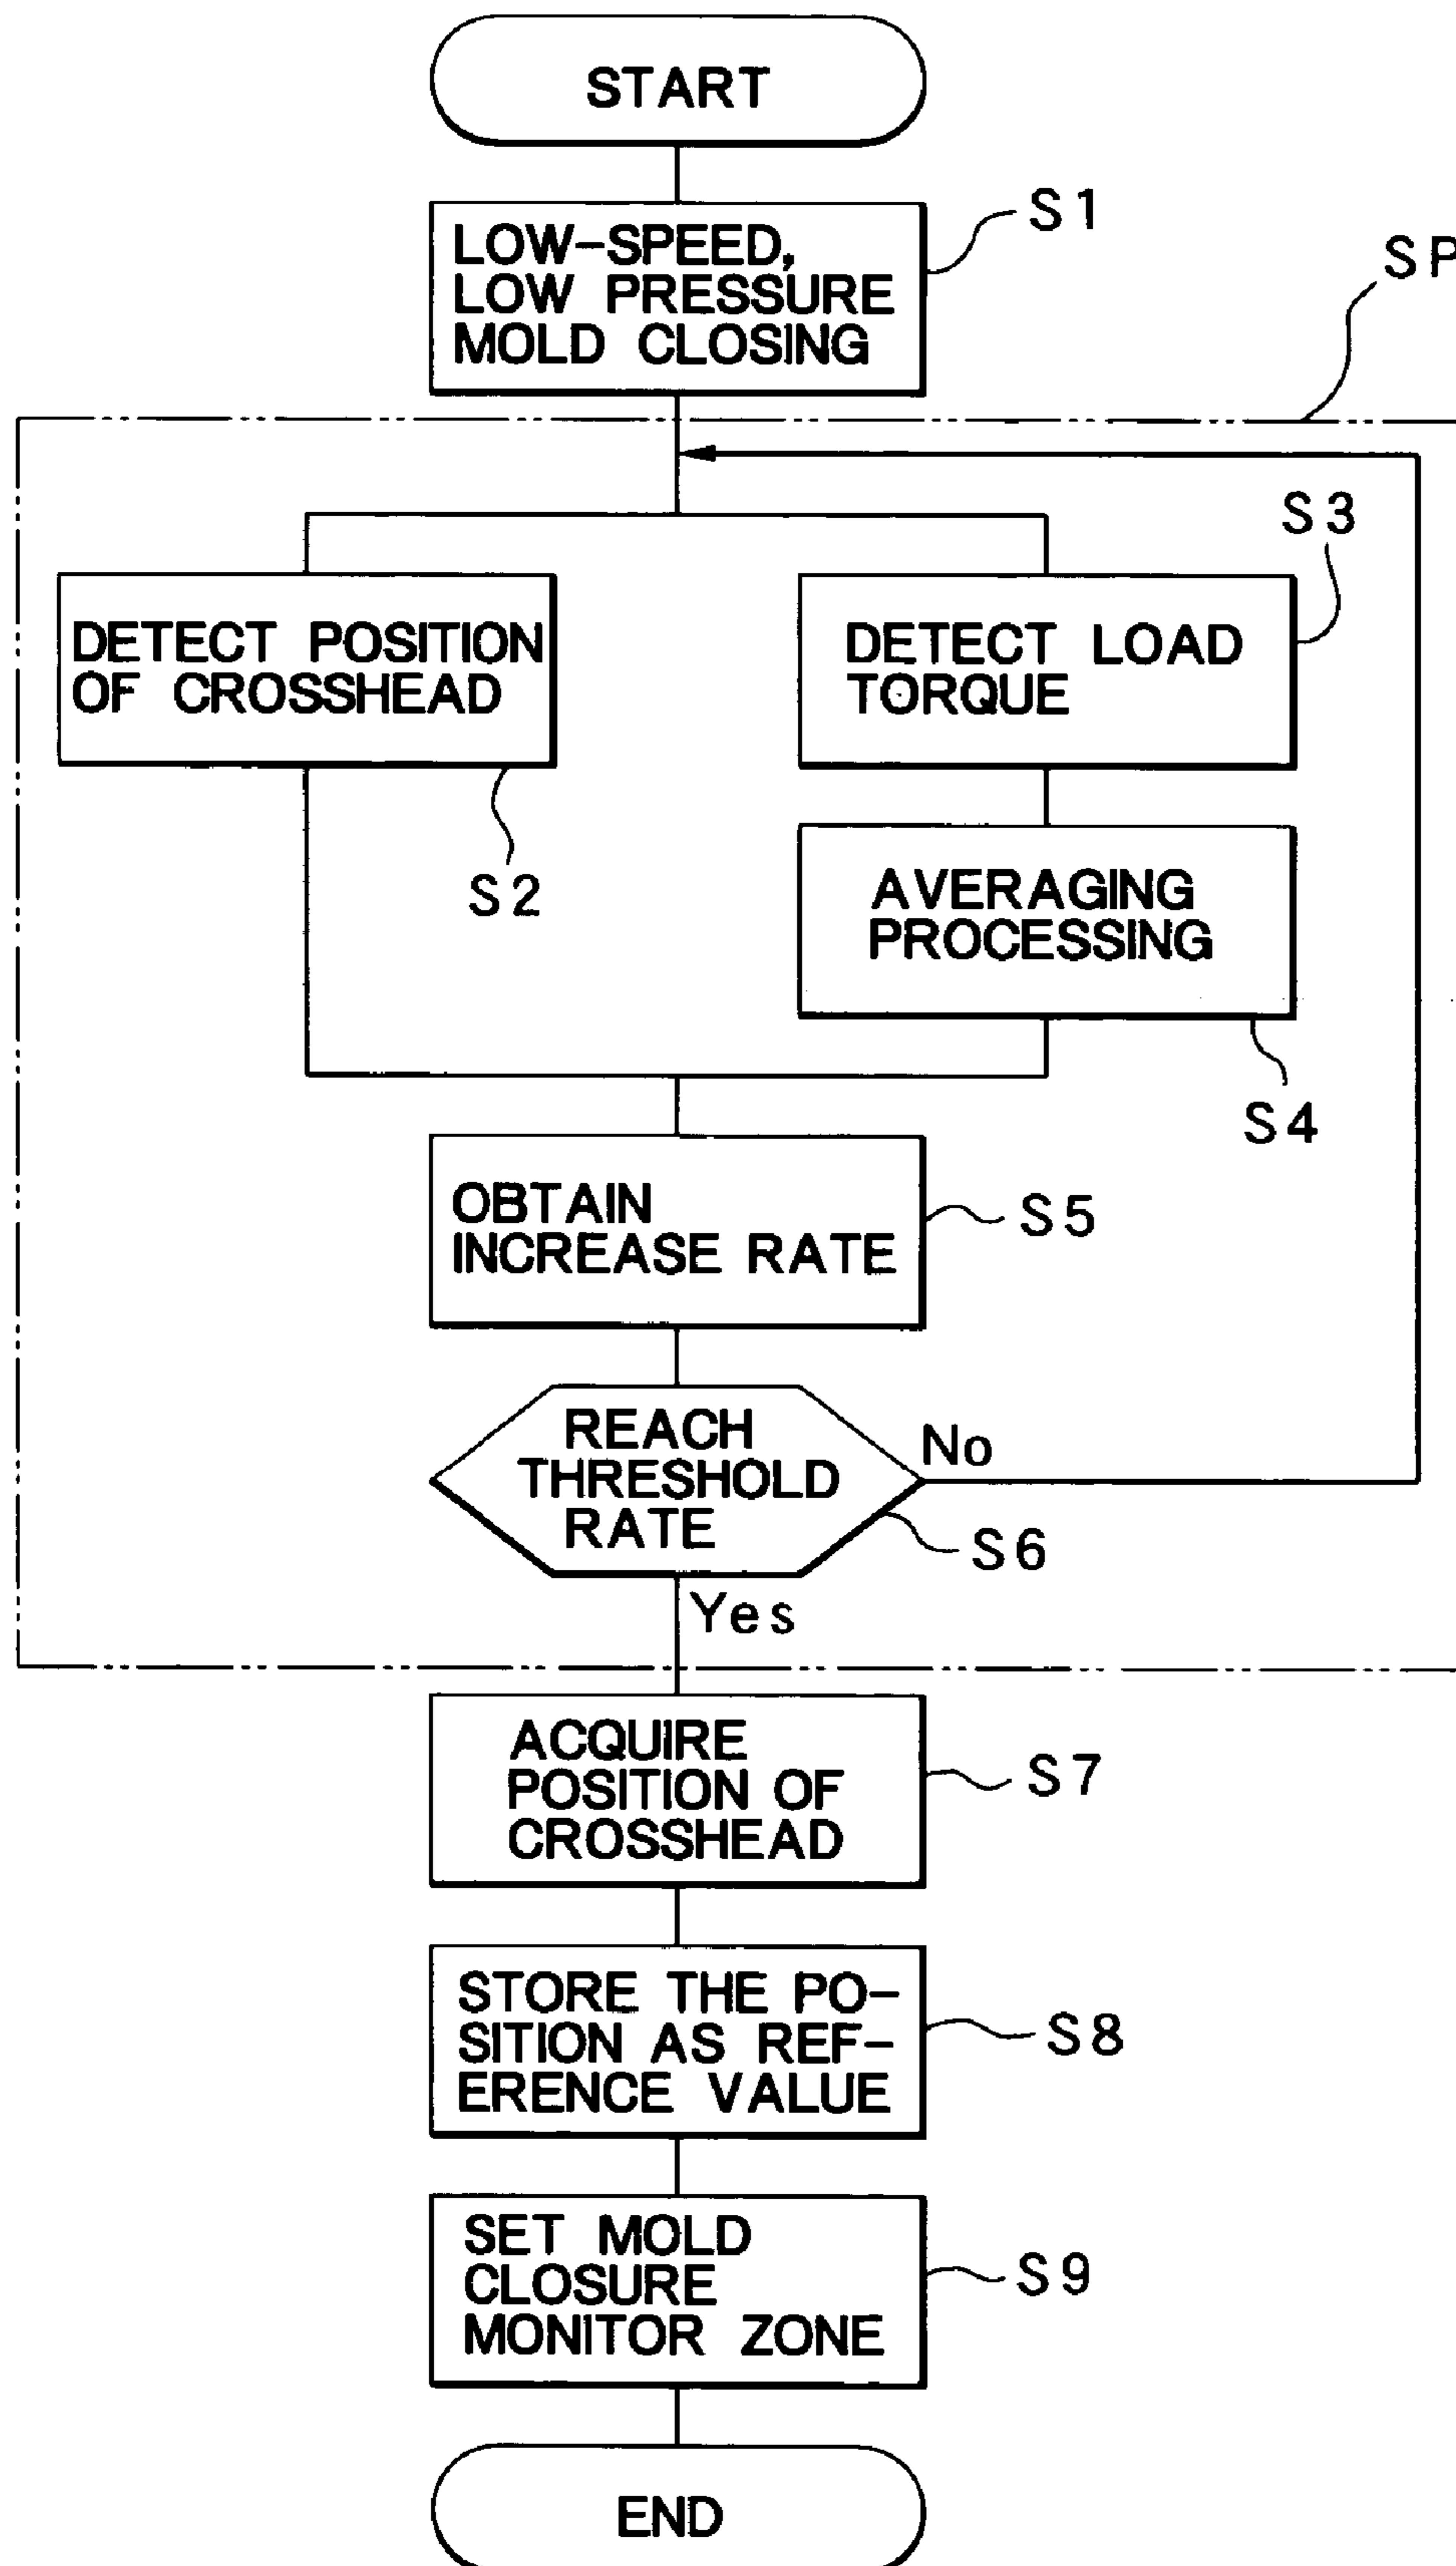 START
S1
LOW-SPEED,
LOW PRESSURE
MOLD CLOSING
SP
S3
DETECT POSITION
OF CROSSHEAD
DETECT LOAD
TORQUE
S2
AVERAGING
PROCESSING
S4
OBTAIN
INCREASE RATE
S5
REACH
THRESHOLD
RATE
No
S6
Yes
ACQUIRE
POSITION OF
CROSSHEAD
S7
STORE THE PO-
SITION AS REF-
ERENCE VALUE
S8
SET MOLD
CLOSURE
MONITOR ZONE
S9
END